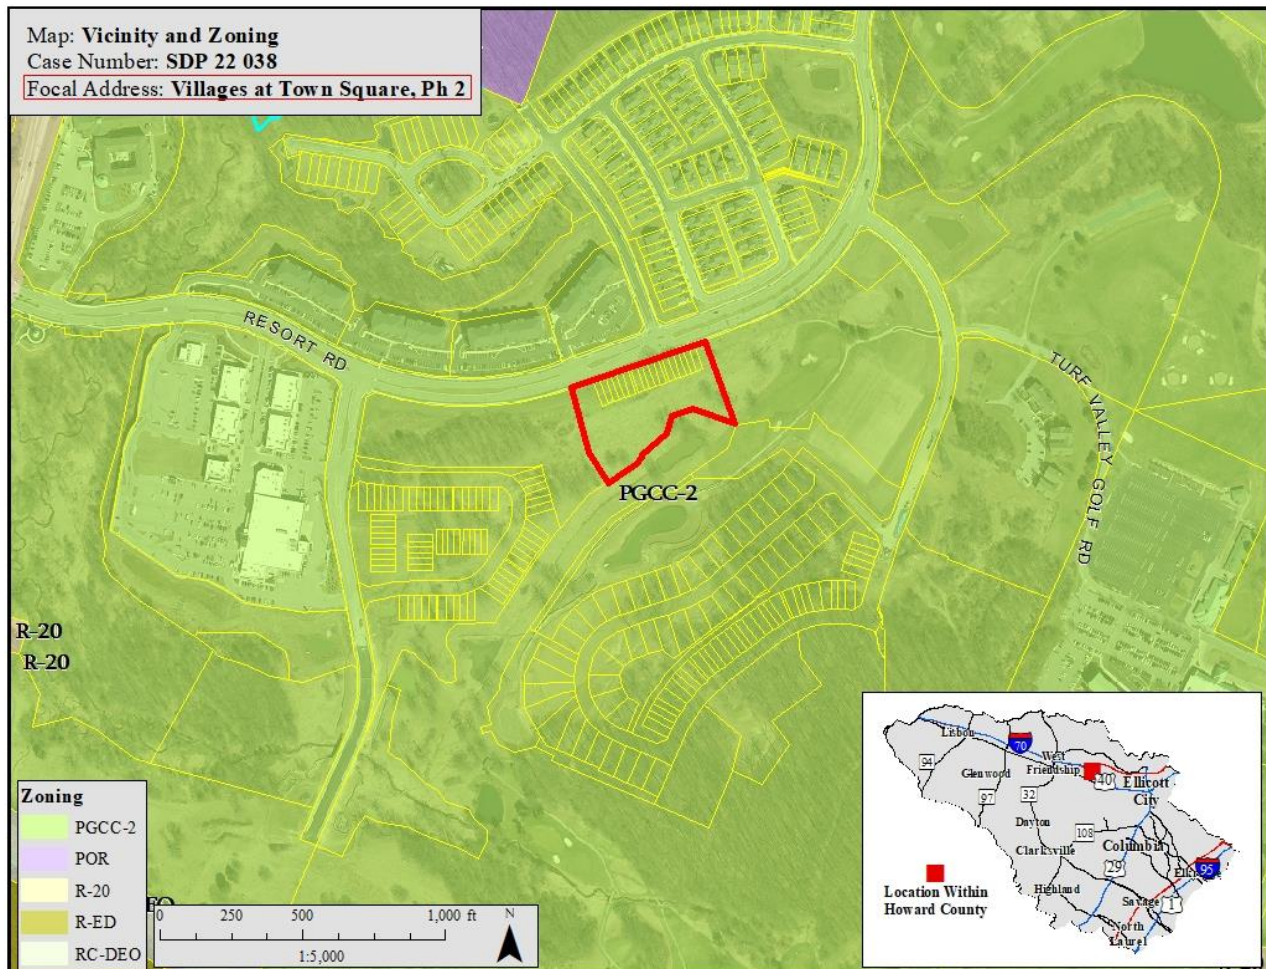 Map: Vicinity and Zoning
Case Number: SDP 22 038
Focal Address: Villages at Town Square, Ph 2
RESORT RD
TURF VALLEY GOLF RD
PGCC-2
R-20
R-20
Zoning
PGCC-2
POR
R-20
R-ED
RC-DEO
EO
0 250 500 1,000 ft
1:5,000
N
Lisbon
70
94
West
Friendship
Glenwood
40
Ellicott
City
97
32
Dayton
108
Clarksville
Columbia
29
95
Highland
Savage
1
North
Laurel
Location Within
Howard County